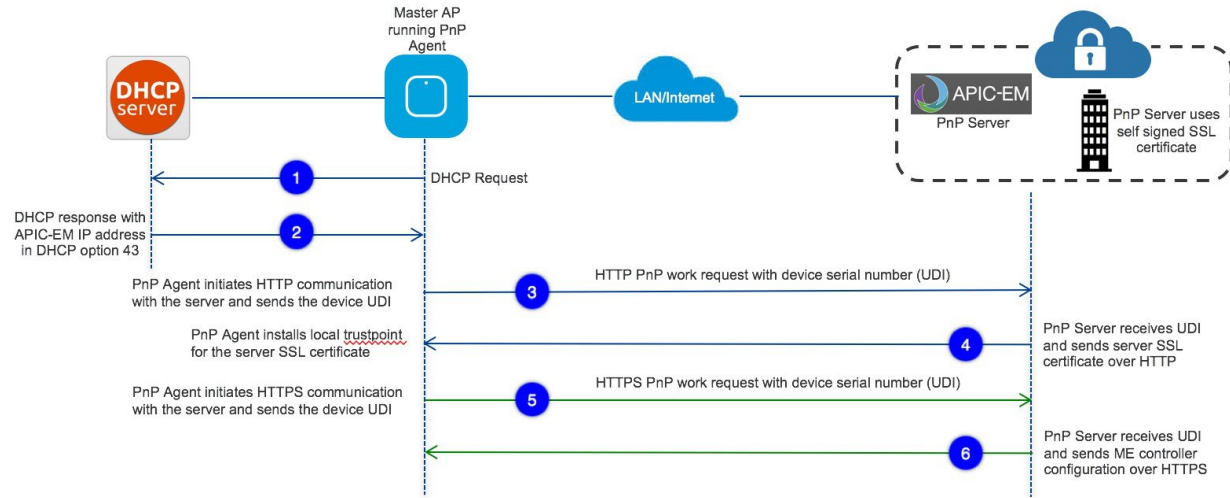 Master AP
running PnP
Agent
DHCP
server
LAN/Internet
APIC-EM
PnP Server
PnP Server uses
self signed SSL
certificate
1
DHCP Request
DHCP response with
APIC-EM IP address
in DHCP option 43
2
PnP Agent initiates HTTP communication
with the server and sends the device UDI
3
HTTP PnP work request with device serial number (UDI)
PnP Agent installs local trustpoint
for the server SSL certificate
4
PnP Server receives UDI
and sends server SSL
certificate over HTTP
PnP Agent initiates HTTPS communication
with the server and sends the device UDI
5
HTTPS PnP work request with device serial number (UDI)
6
PnP Server receives UDI
and sends ME controller
configuration over HTTPS